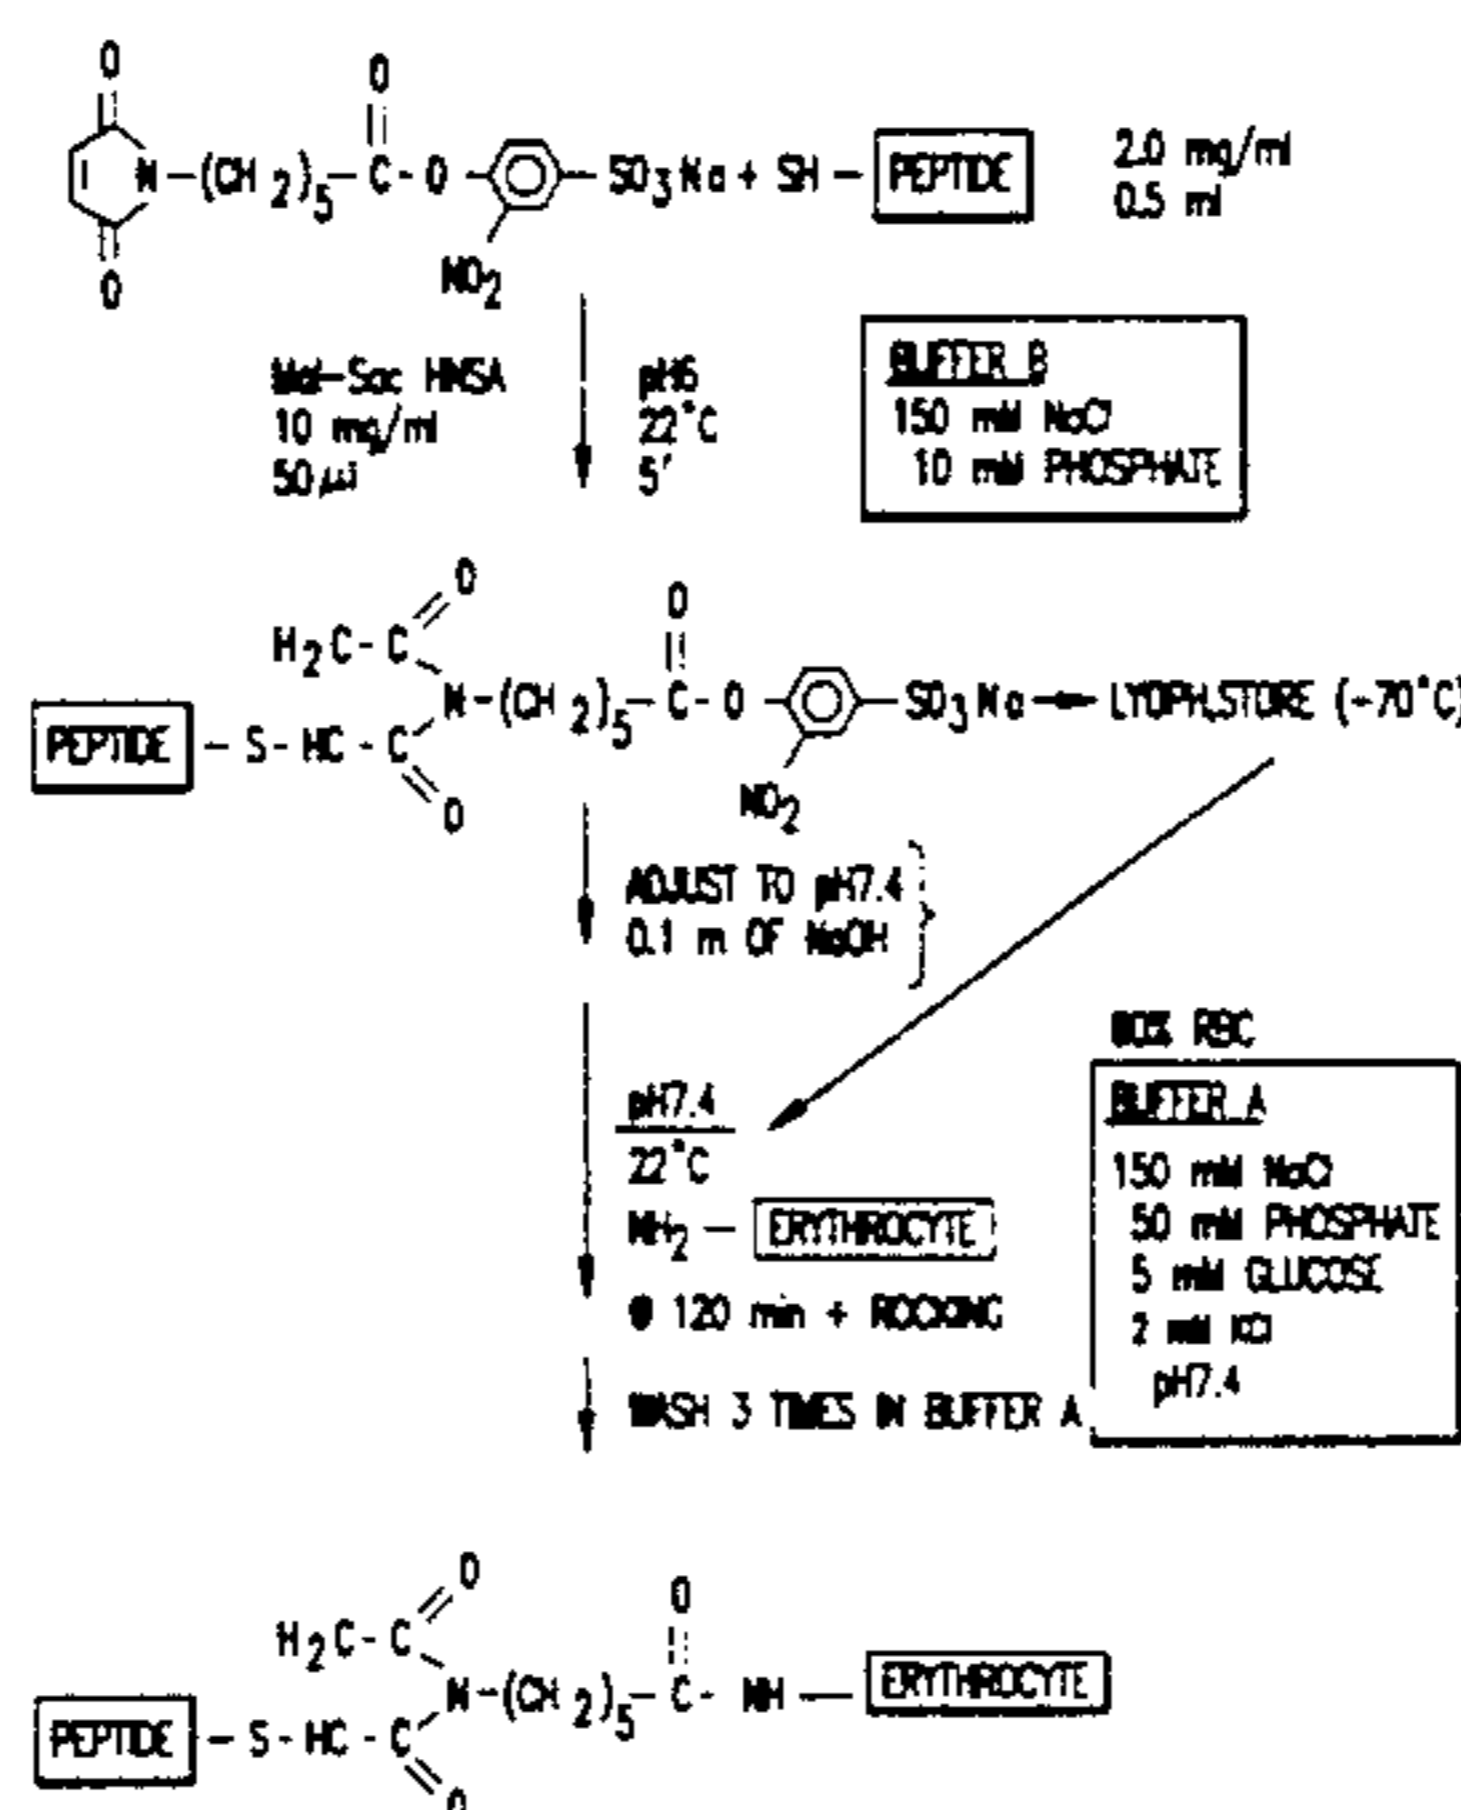 O
O
N-(CH2)5-C-O-
-SO3Na + SH-PEPTIDE
2.0 mg/ml
0.5 ml
O
NO2
Mal-Sac HNSA
10 mg/ml
50μl
pH6
22°C
5'
BUFFER B
150 mM NaCl
10 mM PHOSPHATE
O
O
H2C-C
N-(CH2)5-C-O-
-SO3Na
LYOPH,STORE (-70°C)
PEPTIDE-S-HC-C
O
NO2
ADJUST TO pH7.4
0.1 m OF NaOH
RBC
pH7.4
22°C
NH2-ERYTHROCYTE
120 min + ROCKING
WASH 3 TIMES IN BUFFER A
BUFFER A
150 mM NaCl
50 mM PHOSPHATE
5 mM GLUCOSE
2 mM KCl
pH7.4
O
O
H2C-C
N-(CH2)5-C-NH-ERYTHROCYTE
PEPTIDE-S-HC-C
O